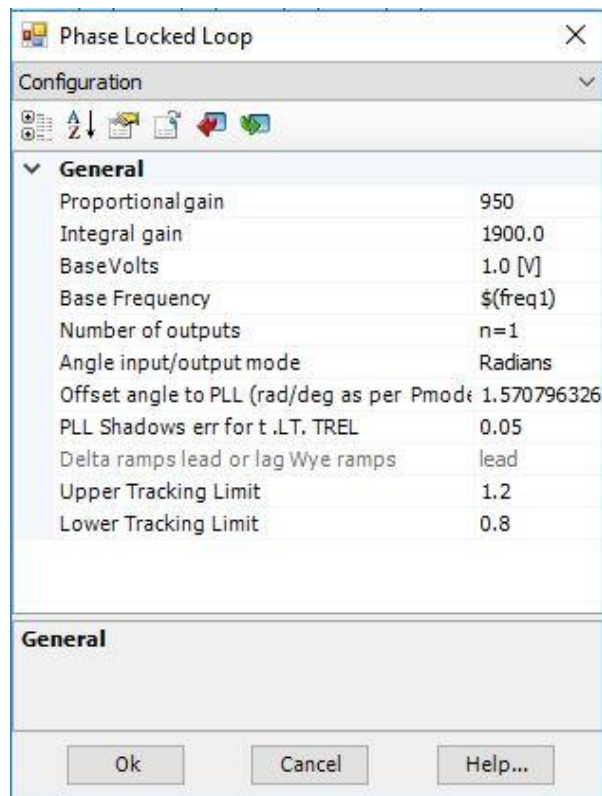 Phase Locked Loop
Configuration
General
Proportional gain 950
Integral gain 1900.0
BaseVolts 1.0 [V]
Base Frequency $(freq1)
Number of outputs n=1
Angle input/output mode Radians
Offset angle to PLL (rad/deg as per Pmode 1.570796326
PLL Shadows err for t .LT. TREL 0.05
Delta ramps lead or lag Wye ramps lead
Upper Tracking Limit 1.2
Lower Tracking Limit 0.8
General
Ok Cancel Help...